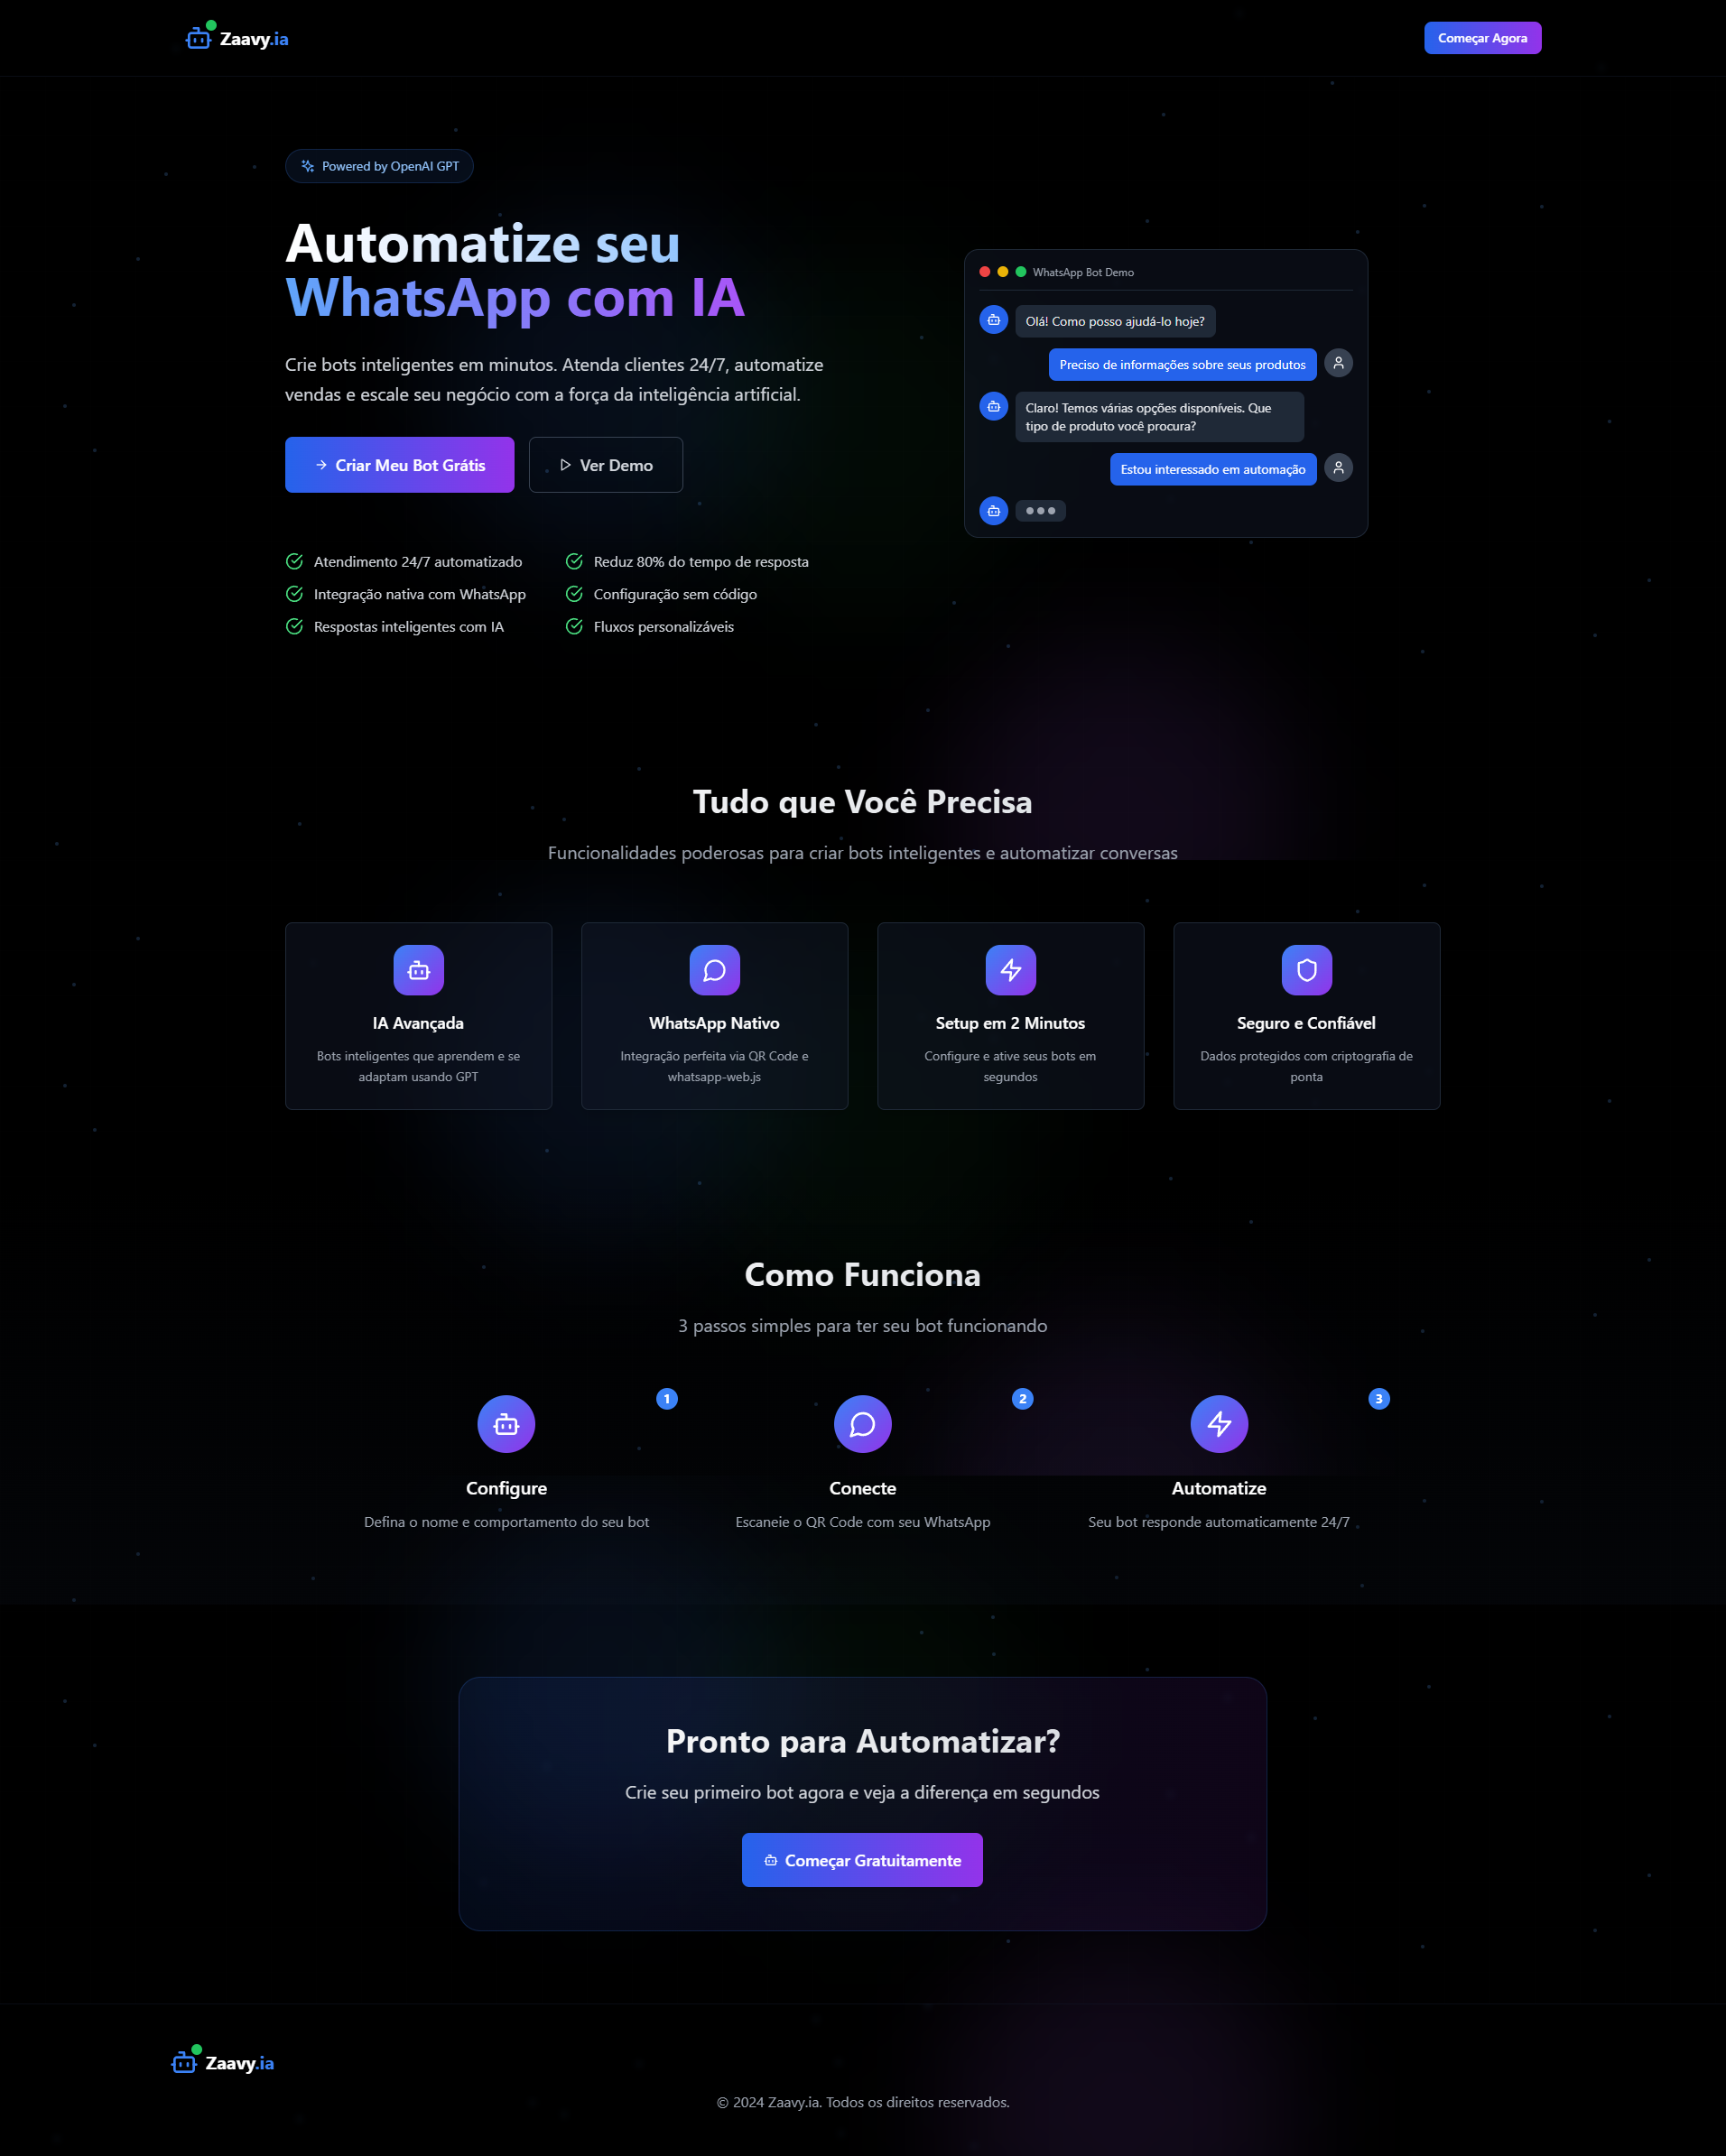 Zaavy.ia
Começar Agora
Powered by OpenAI GPT
Automatize seu
WhatsApp com IA
Crie bots inteligentes em minutos. Atenda clientes 24/7, automatize
vendas e escale seu negócio com a força da inteligência artificial.
Criar Meu Bot Grátis
Ver Demo
Atendimento 24/7 automatizado
Reduz 80% do tempo de resposta
Integração nativa com WhatsApp
Configuração sem código
Respostas inteligentes com IA
Fluxos personalizáveis
WhatsApp Bot Demo
Olá! Como posso ajudá-lo hoje?
Preciso de informações sobre seus produtos
Claro! Temos várias opções disponíveis. Que
tipo de produto você procura?
Estou interessado em automação
Tudo que Você Precisa
Funcionalidades poderosas para criar bots inteligentes e automatizar conversas
IA Avançada
Bots inteligentes que aprendem e se
adaptam usando GPT
WhatsApp Nativo
Integração perfeita via QR Code e
whatsapp-web.js
Setup em 2 Minutos
Configure e ative seus bots em
segundos
Seguro e Confiável
Dados protegidos com criptografia de
ponta
Como Funciona
3 passos simples para ter seu bot funcionando
1
Configure
Defina o nome e comportamento do seu bot
2
Conecte
Escaneie o QR Code com seu WhatsApp
3
Automatize
Seu bot responde automaticamente 24/7
Pronto para Automatizar?
Crie seu primeiro bot agora e veja a diferença em segundos
Começar Gratuitamente
Zaavy.ia
© 2024 Zaavy.ia. Todos os direitos reservados.